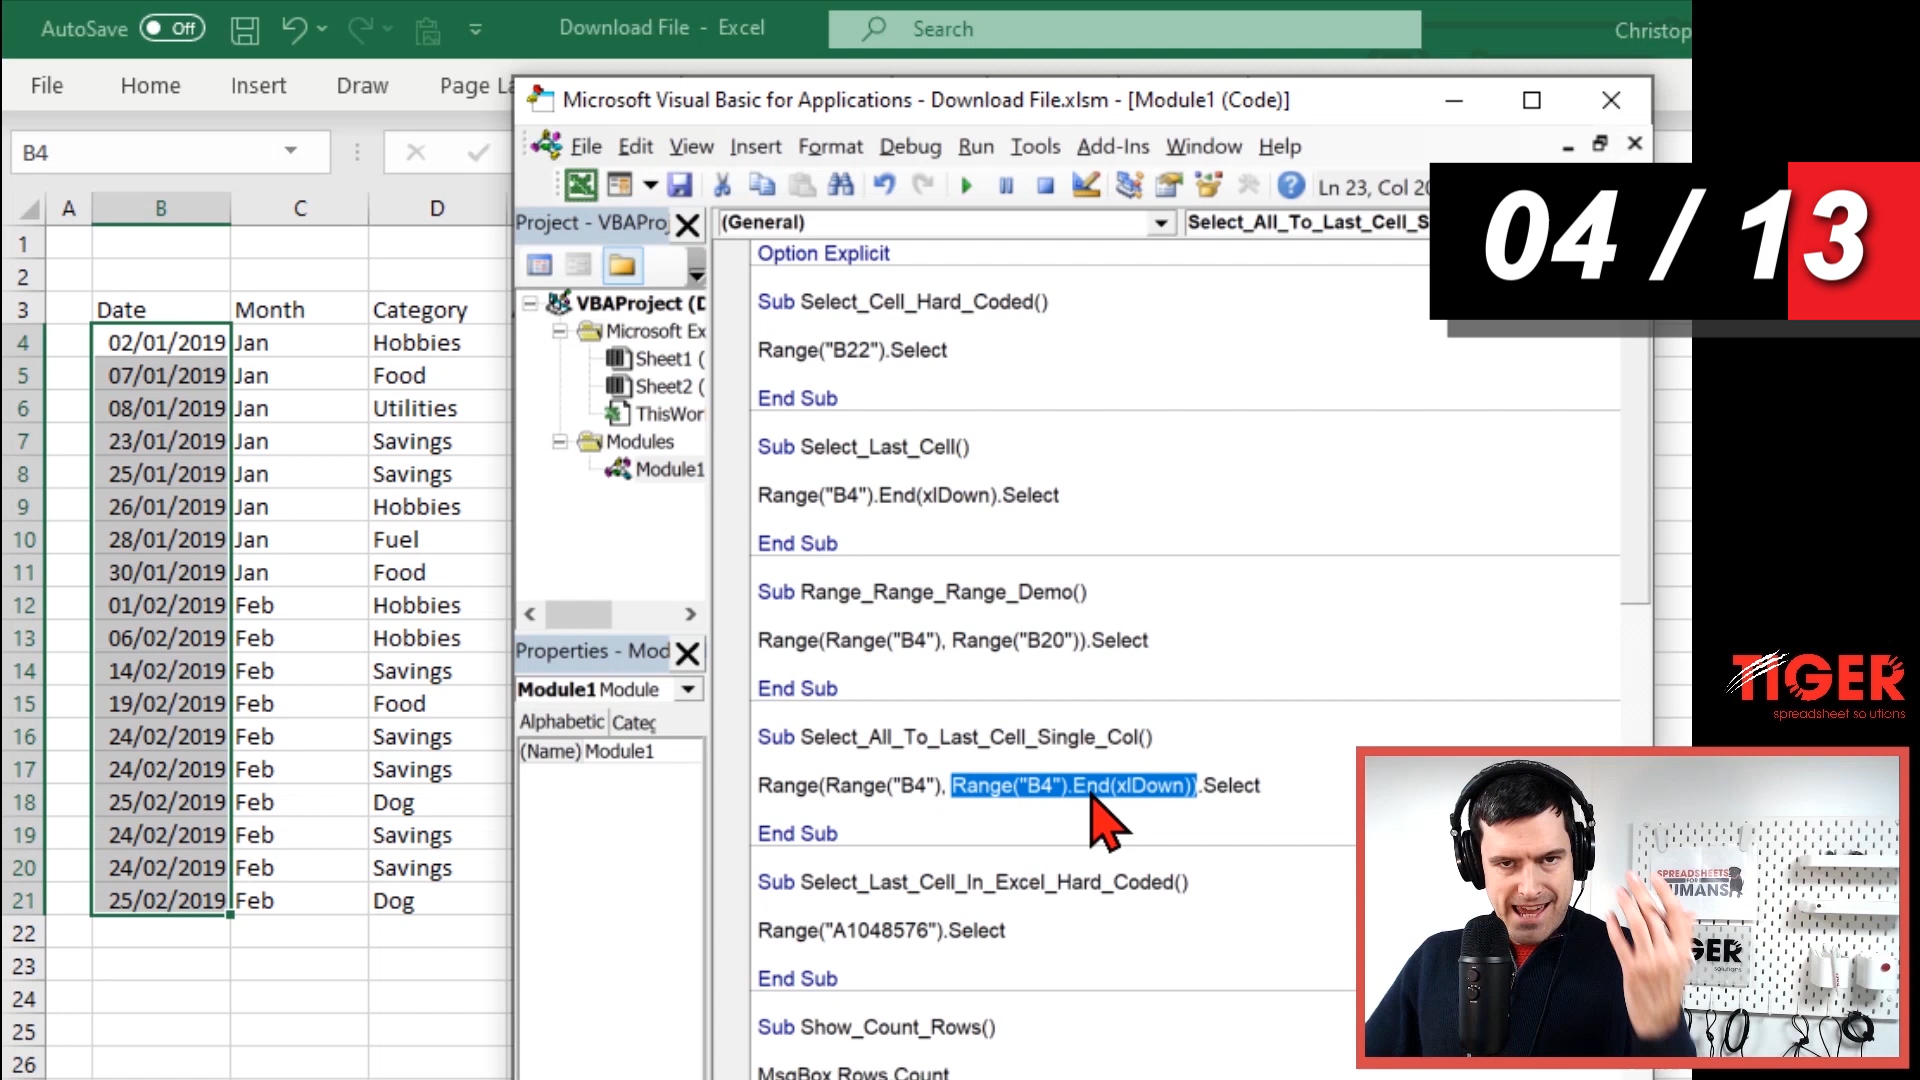 AutoSave Off Download File - Excel Search Christop
File Home Insert Draw Page La
Microsoft Visual Basic for Applications - Download File.xlsm - [Module1 (Code)]
File Edit View Insert Format Debug Run Tools Add-Ins Window Help
Ln 23, Col 20
B4
04 / 13
Project - VBAProj
(General)
Select_All_To_Last_Cell_S
VBAProject (D
Microsoft Ex
Sheet1 (
Sheet2 (
ThisWor
Modules
Module1
Properties - Mod
Module1 Module
Alphabetic Categ
(Name) Module1
Option Explicit
Sub Select_Cell_Hard_Coded()
Range("B22").Select
End Sub
Sub Select_Last_Cell()
Range("B4").End(xlDown).Select
End Sub
Sub Range_Range_Range_Demo()
Range(Range("B4"), Range("B20")).Select
End Sub
Sub Select_All_To_Last_Cell_Single_Col()
Range(Range("B4"), Range("B4").End(xlDown)).Select
End Sub
Sub Select_Last_Cell_In_Excel_Hard_Coded()
Range("A1048576").Select
End Sub
Sub Show_Count_Rows()
MsgBox Rows.Count
A B C D
1
2
3 Date Month Category
4 02/01/2019 Jan Hobbies
5 07/01/2019 Jan Food
6 08/01/2019 Jan Utilities
7 23/01/2019 Jan Savings
8 25/01/2019 Jan Savings
9 26/01/2019 Jan Hobbies
10 28/01/2019 Jan Fuel
11 30/01/2019 Jan Food
12 01/02/2019 Feb Hobbies
13 06/02/2019 Feb Hobbies
14 14/02/2019 Feb Savings
15 19/02/2019 Feb Food
16 24/02/2019 Feb Savings
17 24/02/2019 Feb Savings
18 25/02/2019 Feb Dog
19 24/02/2019 Feb Savings
20 24/02/2019 Feb Savings
21 25/02/2019 Feb Dog
22
23
24
25
26
TIGER
spreadsheet solutions
SPREADSHEETS
FOR
UMANS
GER
solutions